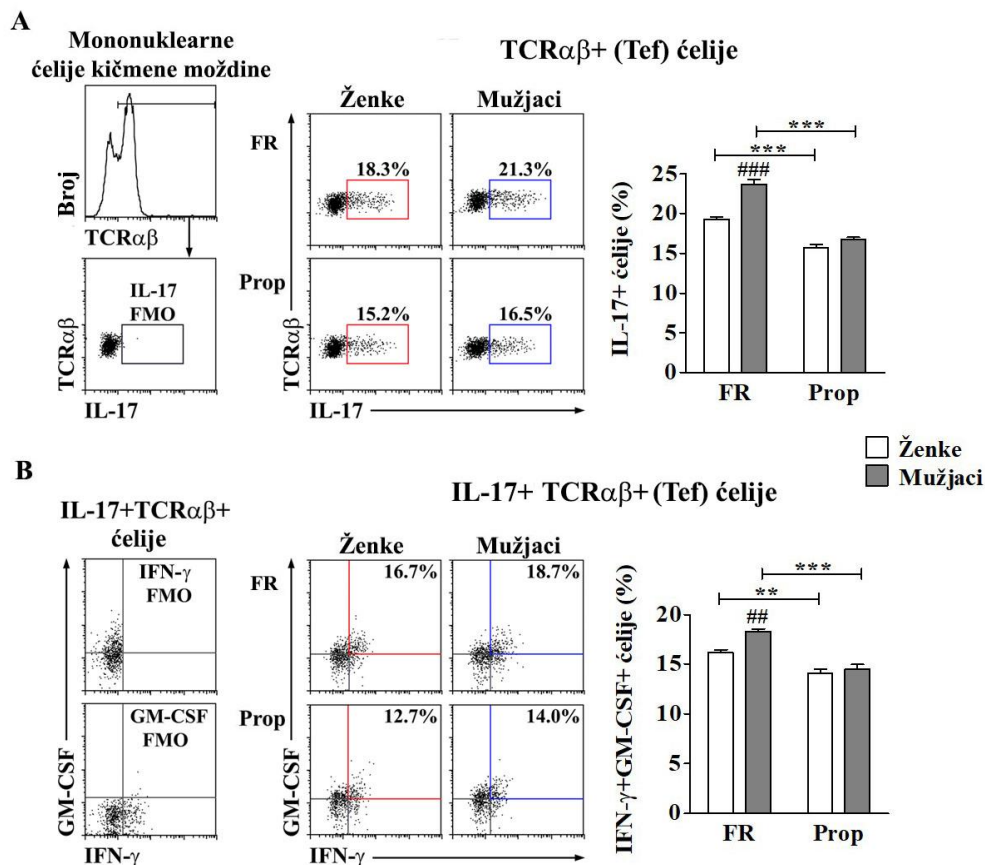 A
Mononuklearne
ćelije kičmene moždine
TCRαβ+ (Tef) ćelije
Broj
TCRαβ
IL-17
FMO
TCRαβ
IL-17
Ženke
Mužjaci
FR
18.3%
21.3%
Prop
15.2%
16.5%
TCRαβ
IL-17
IL-17+ ćelije (%)
25
20
15
10
5
0
***
***
###
FR
Prop
Ženke
Mužjaci
B
IL-17+TCRαβ+
ćelije
IL-17+ TCRαβ+ (Tef) ćelije
IFN-γ
FMO
GM-CSF
FMO
GM-CSF
IFN-γ
Ženke
Mužjaci
FR
16.7%
18.7%
Prop
12.7%
14.0%
GM-CSF
IFN-γ
IFN-γ+GM-CSF+ ćelije (%)
20
15
10
5
0
***
**
##
FR
Prop